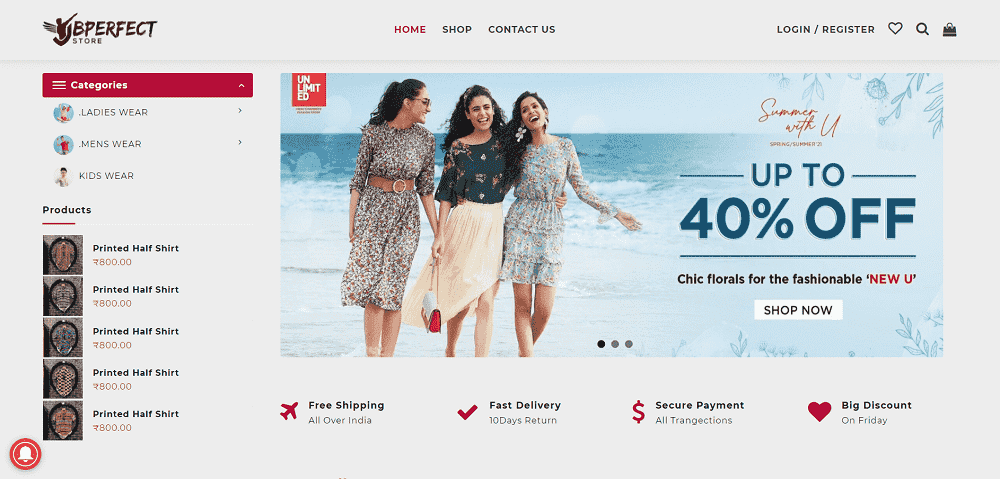 UBPERFECT
STORE
HOME SHOP CONTACT US
LOGIN / REGISTER
Categories
.LADIES WEAR
.MENS WEAR
KIDS WEAR
Products
Printed Half Shirt
₹800.00
Printed Half Shirt
₹800.00
Printed Half Shirt
₹800.00
Printed Half Shirt
₹800.00
Printed Half Shirt
₹800.00
UN
LIMIT
ED
Summer
with U
SPRING/SUMMER'21
UP TO
40% OFF
Chic florals for the fashionable ‘NEW U’
SHOP NOW
Free Shipping
All Over India
Fast Delivery
10Days Return
Secure Payment
All Trangections
Big Discount
On Friday